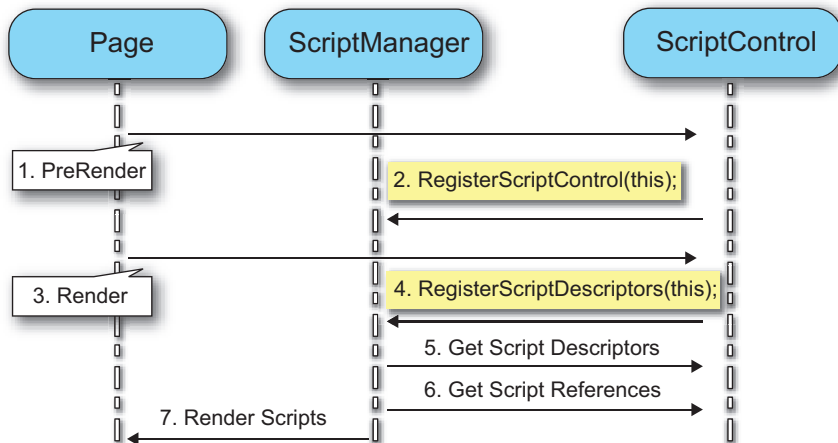 Page
ScriptManager
ScriptControl
1. PreRender
2. RegisterScriptControl(this);
3. Render
4. RegisterScriptDescriptors(this);
5. Get Script Descriptors
6. Get Script References
7. Render Scripts